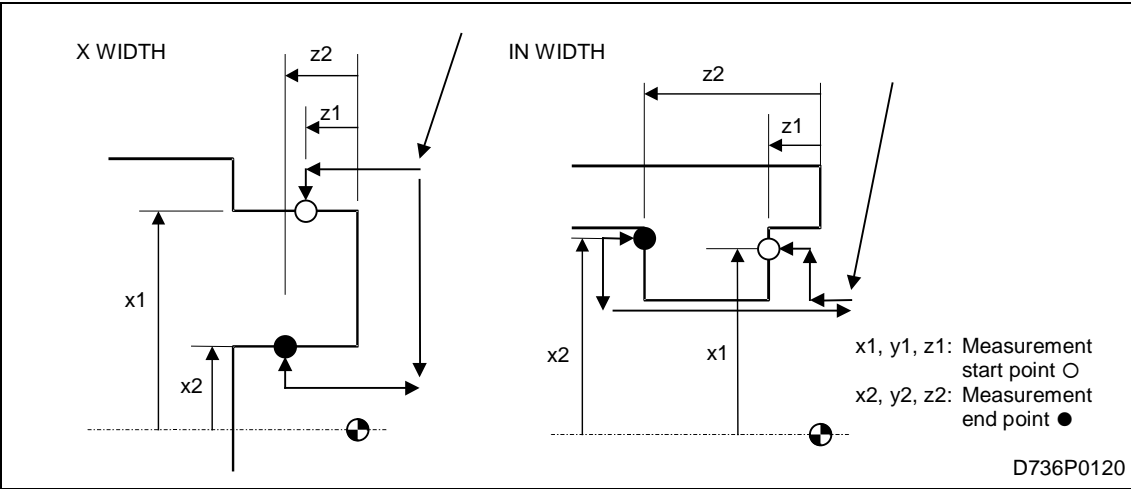 X WIDTH
z2
z1
x1
x2
IN WIDTH
z2
z1
x2
x1
x1, y1, z1: Measurement
start point ○
x2, y2, z2: Measurement
end point ●
D736P0120